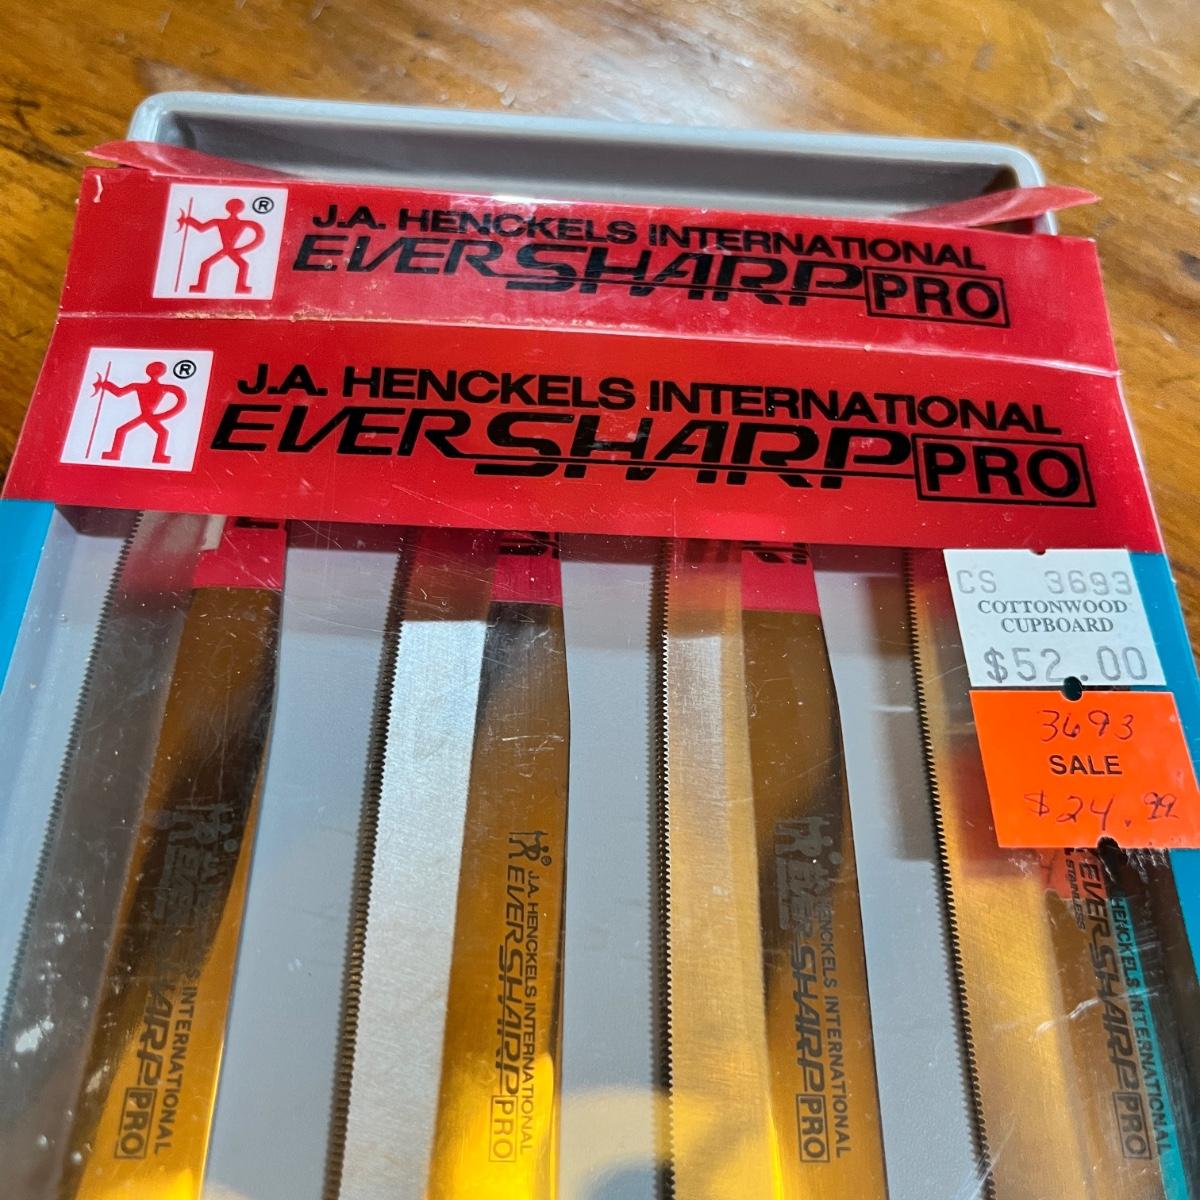 ®
J.A. HENCKELS INTERNATIONAL
EVERSHARP PRO
®
J.A. HENCKELS INTERNATIONAL
EVERSHARP PRO
CS 3693
COTTONWOOD
CUPBOARD
$52.00
3693
SALE
$24.99
INTERNATIONAL
EVERSHARP PRO
®
J.A. HENCKELS INTERNATIONAL
EVERSHARP PRO
HENCKELS INTERNATIONAL
EVERSHARP PRO
HENCKELS INTERNATIONAL
EVERSHARP PRO
STAINLESS